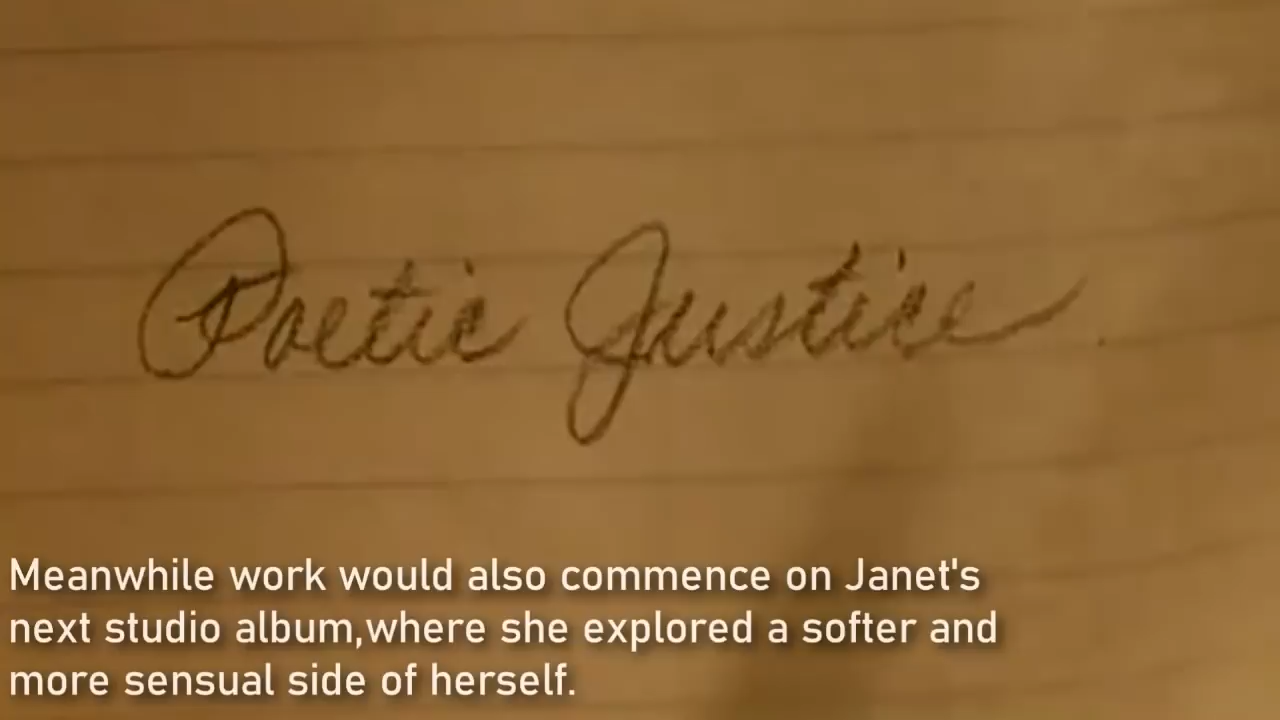 Poetic Justice
Meanwhile work would also commence on Janet's
next studio album,where she explored a softer and
more sensual side of herself.